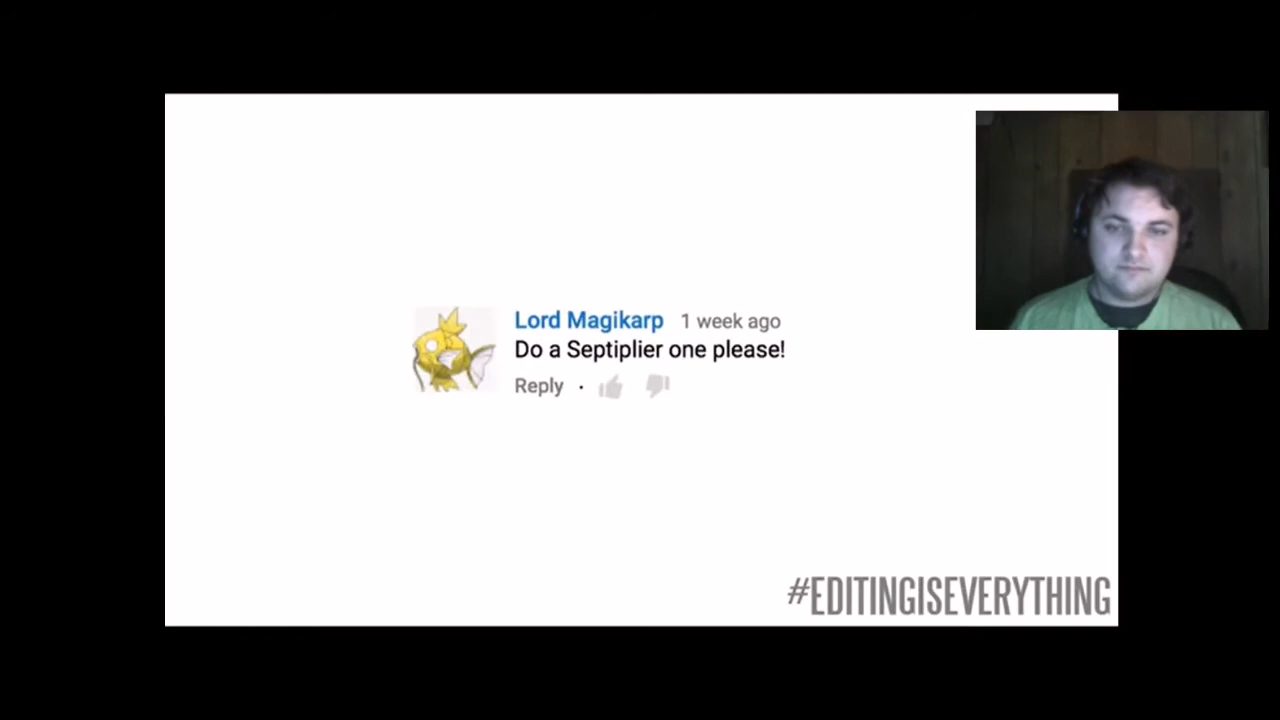 Lord Magikarp 1 week ago
Do a Septiplier one please!
Reply ·
#EDITINGISEVERYTHING